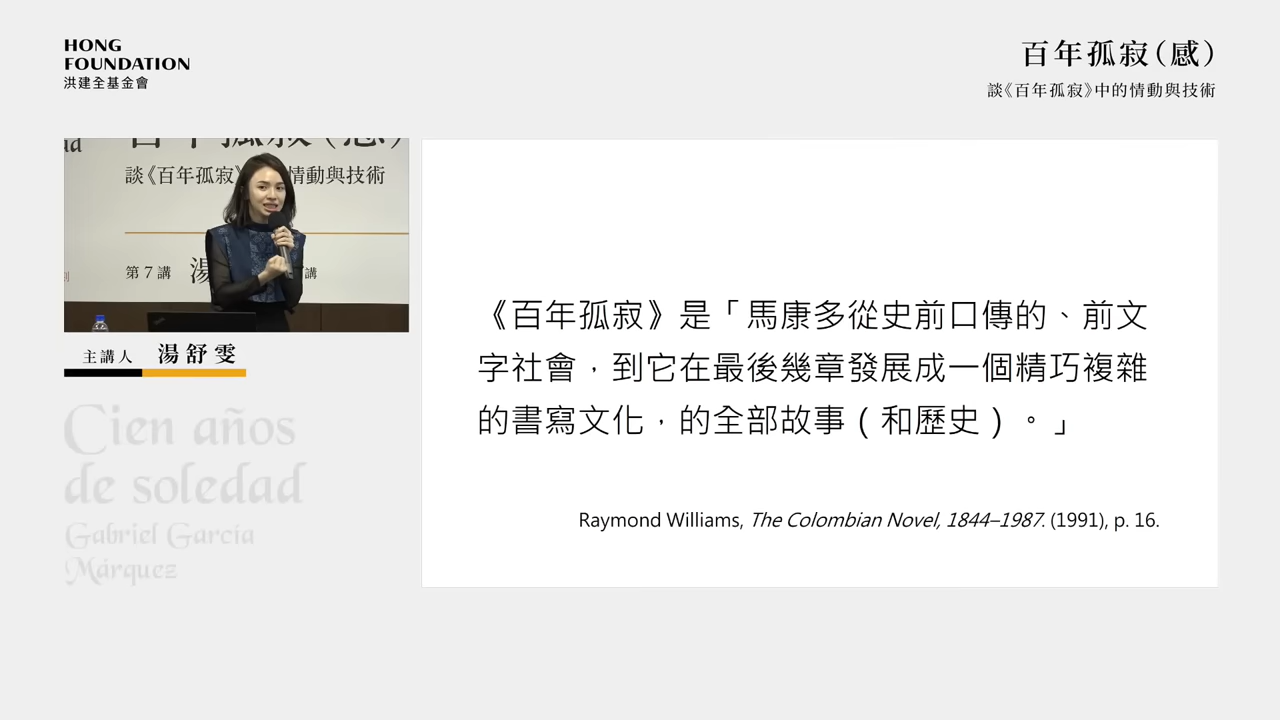 HONG
FOUNDATION
洪建全基金會
百年孤寂（感）
談《百年孤寂》中的情動與技術
談《百年孤寂》
情動與技術
第7講
湯
講
主講人 湯舒雯
Cien años
de soledad
Gabriel García
Márquez
《百年孤寂》是「馬康多從史前口傳的、前文
字社會，到它在最後幾章發展成一個精巧複雜
的書寫文化，的全部故事（和歷史）。」
Raymond Williams, The Colombian Novel, 1844–1987. (1991), p. 16.